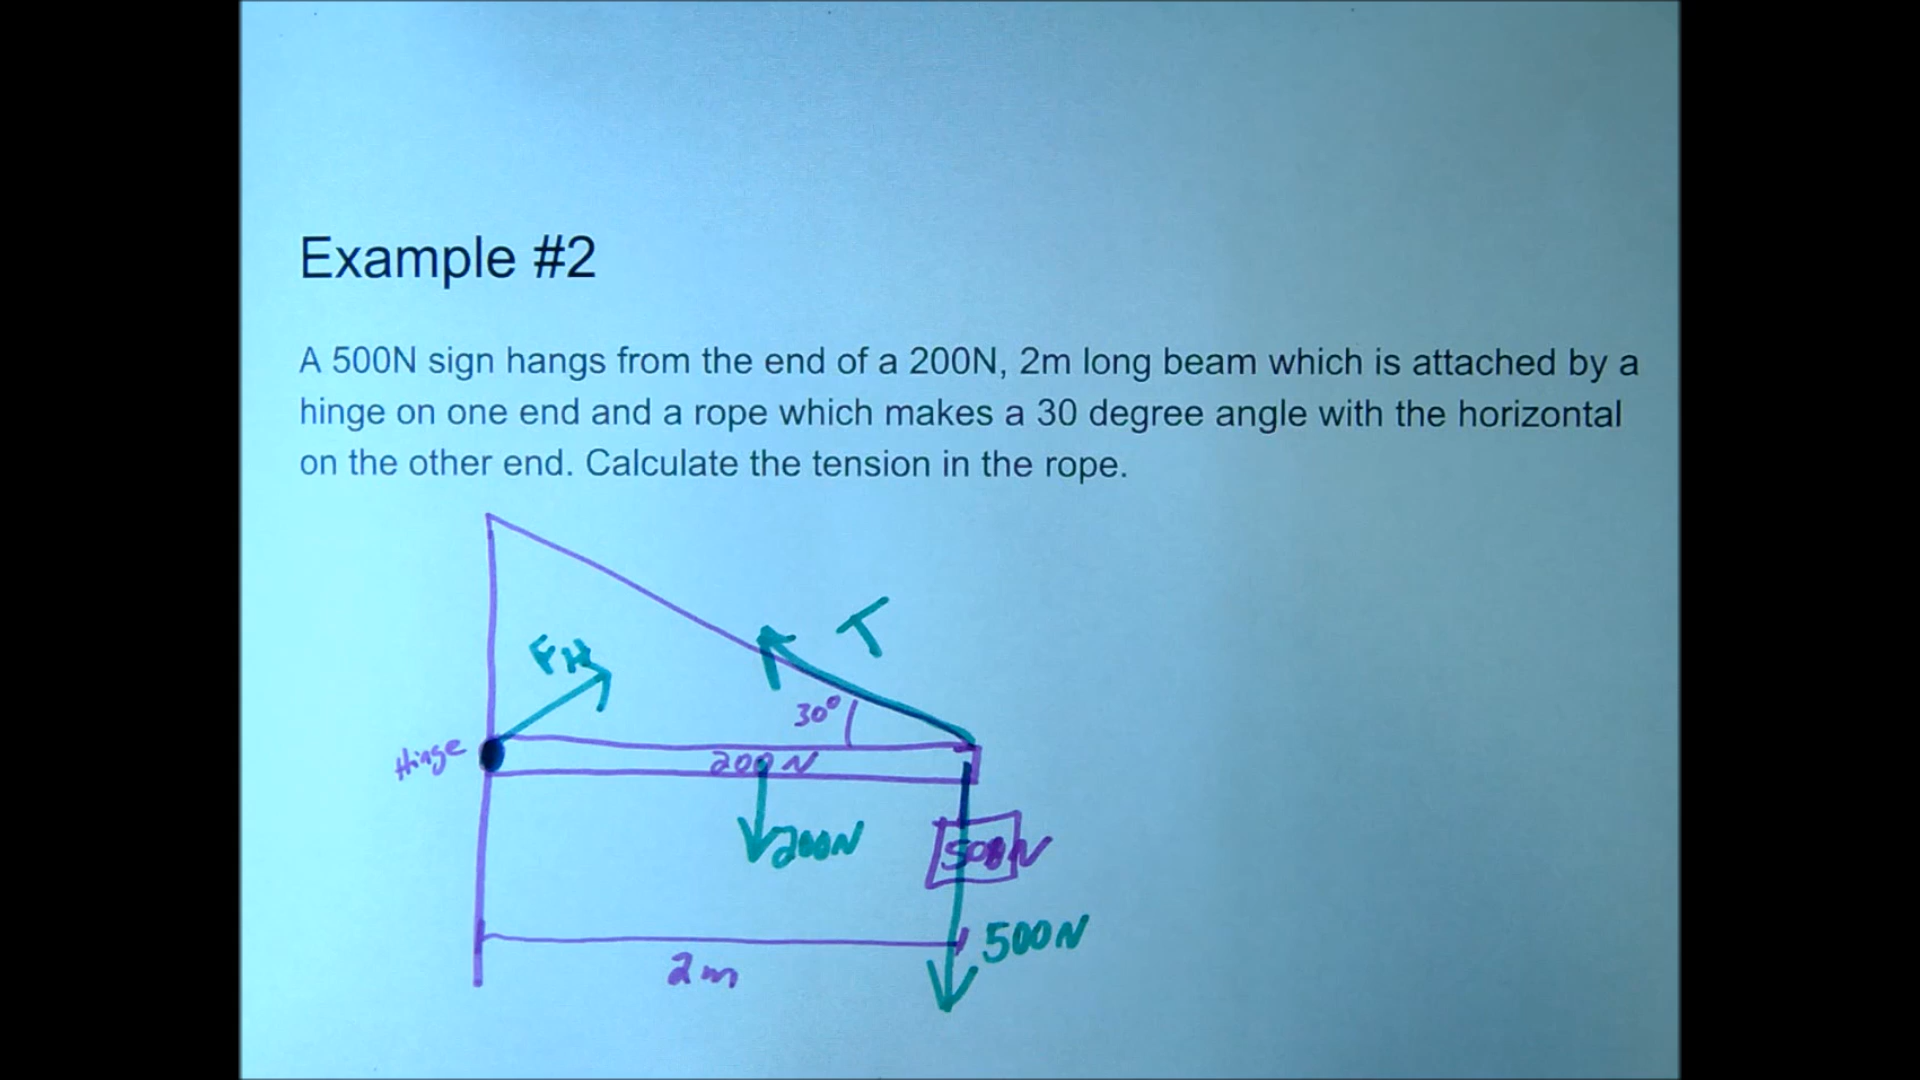 Example #2
A 500N sign hangs from the end of a 200N, 2m long beam which is attached by a
hinge on one end and a rope which makes a 30 degree angle with the horizontal
on the other end. Calculate the tension in the rope.
T
FH
30°
Hinge
200N
200N
500N
500N
2m